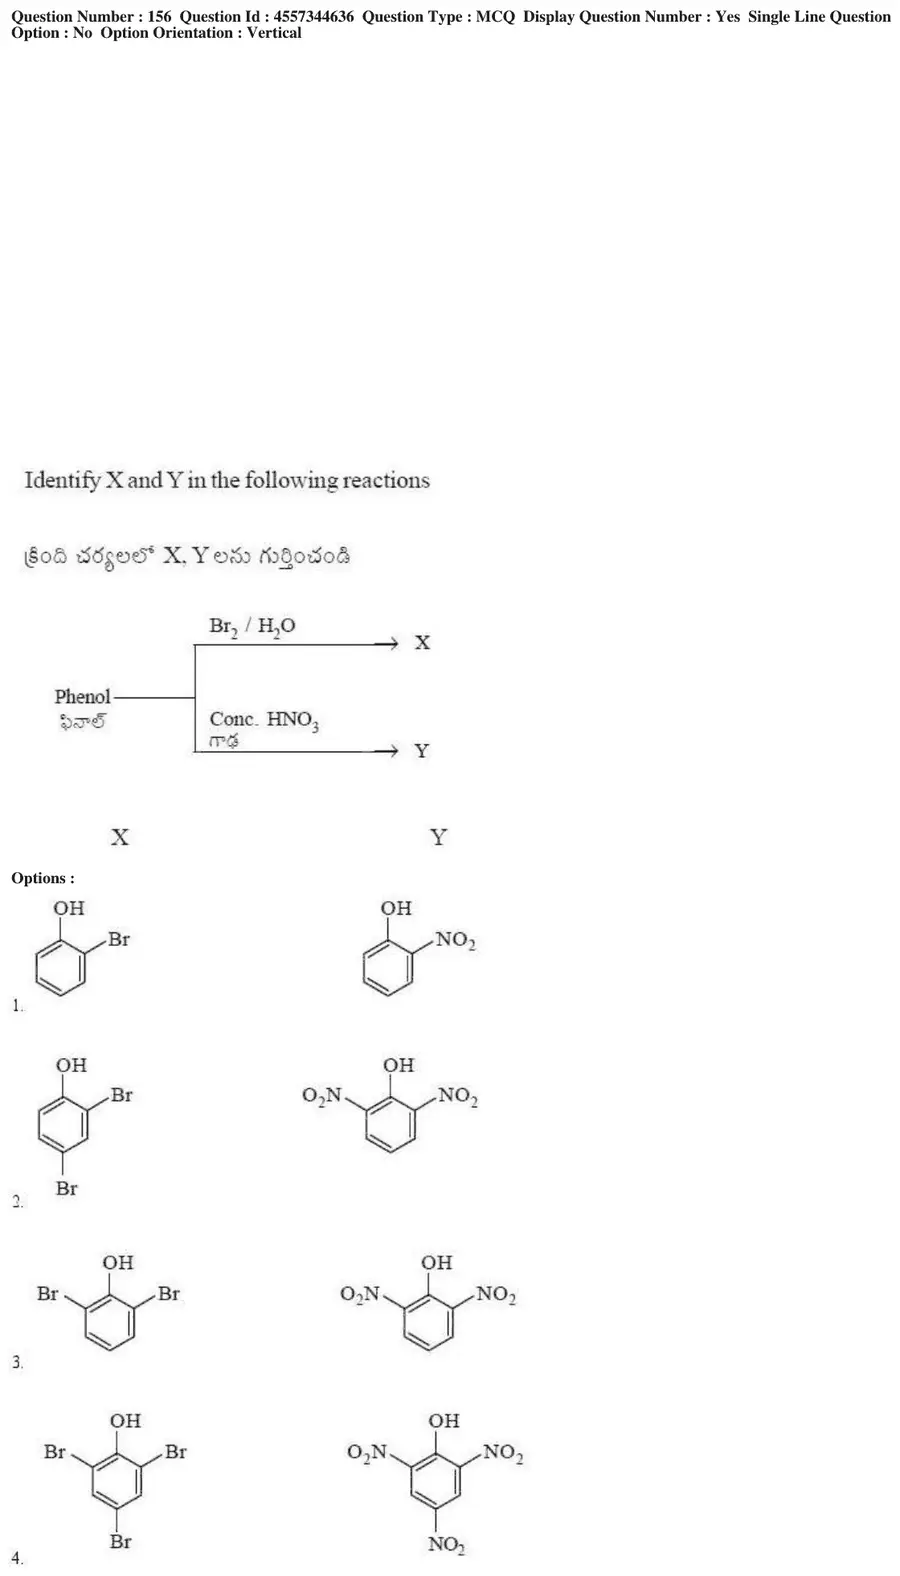 Question Number : 156 Question Id : 4557344636 Question Type : MCQ Display Question Number : Yes Single Line Question
Option : No Option Orientation : Vertical
Identify X and Y in the following reactions
క్రింది చర్యలలో X, Y లను గుర్తించండి
Br2 / H2O
X
Phenol
ఫినాల్
Conc. HNO3
గాఢ
Y
X Y
Options :
OH OH
Br NO2
1.
OH OH
Br O2N NO2
Br
2.
OH OH
Br Br O2N NO2
3.
OH OH
Br Br O2N NO2
Br NO2
4.